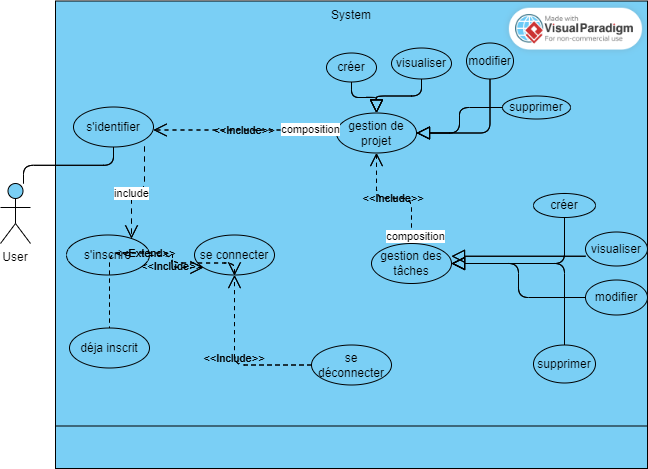 System
Made with
VisualParadigm
For non-commercial use
créer
visualiser
modifier
supprimer
s'identifier
<<Include>>
composition
gestion de
projet
include
<<Include>>
User
créer
composition
s'inscrire
<<Extend>>
<<Include>>
se connecter
gestion des
tâches
visualiser
modifier
déja inscrit
<<Include>>
se
déconnecter
supprimer